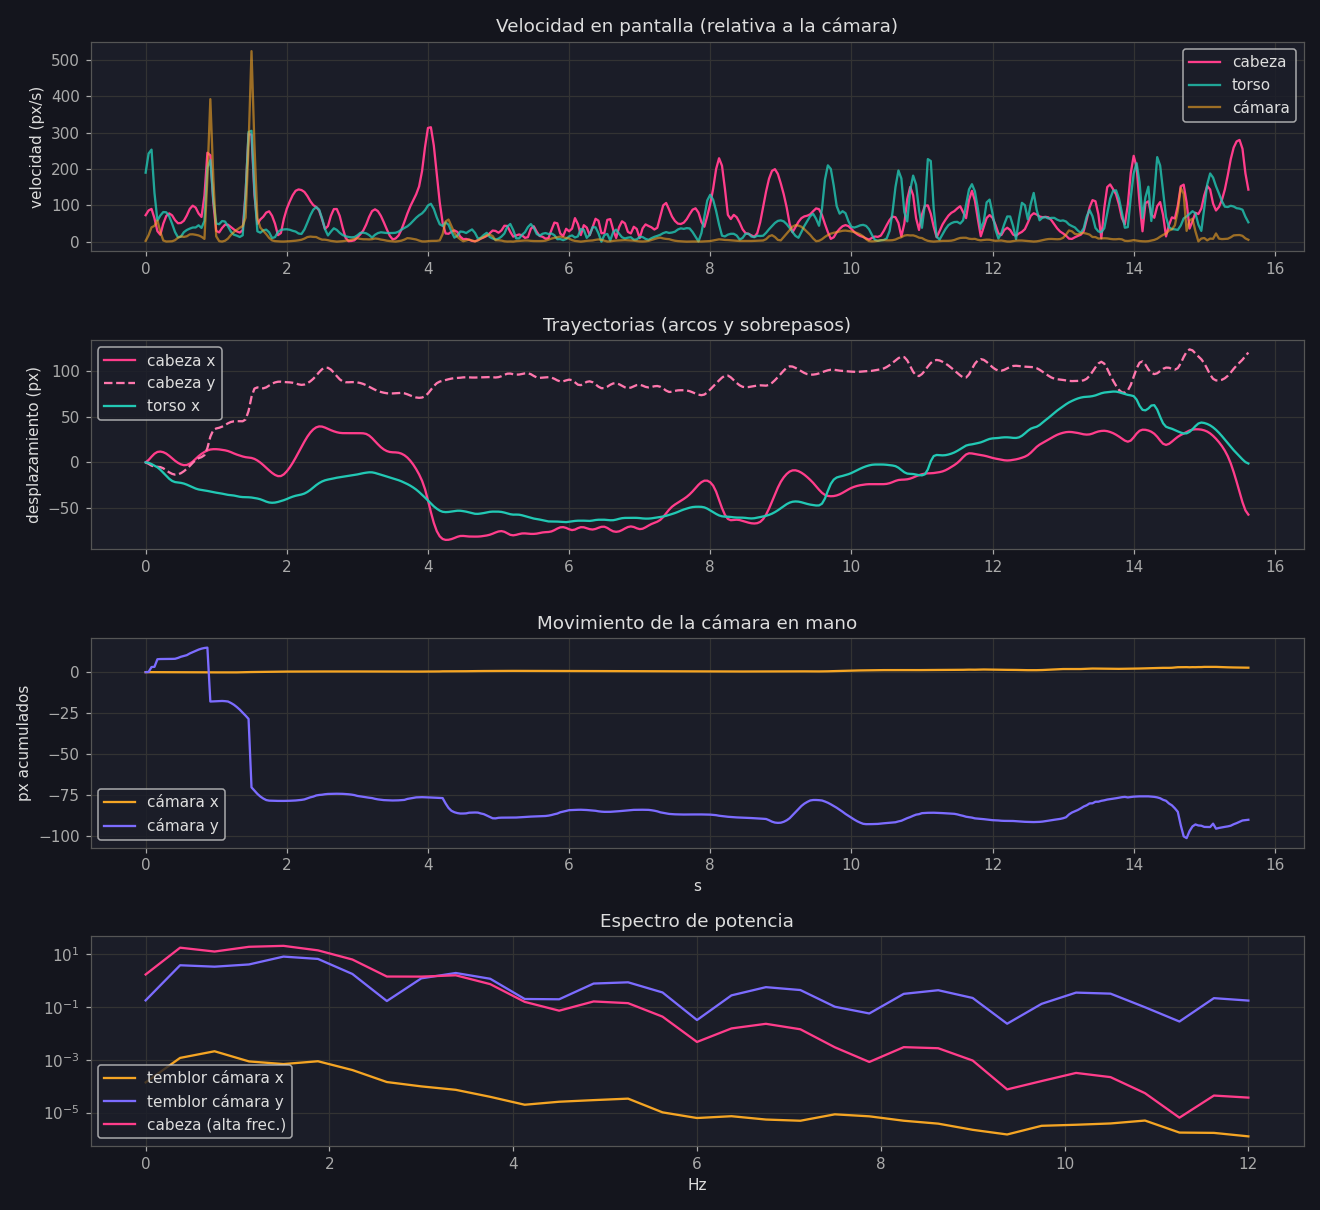 Velocidad en pantalla (relativa a la cámara)
velocidad (px/s)
500
400
300
200
100
0
cabeza
torso
cámara
0 2 4 6 8 10 12 14 16
Trayectorias (arcos y sobrepasos)
desplazamiento (px)
100
50
0
−50
cabeza x
cabeza y
torso x
0 2 4 6 8 10 12 14 16
Movimiento de la cámara en mano
px acumulados
0
−25
−50
−75
−100
cámara x
cámara y
0 2 4 6 8 10 12 14 16
s
Espectro de potencia
10¹
10⁻¹
10⁻³
10⁻⁵
temblor cámara x
temblor cámara y
cabeza (alta frec.)
0 2 4 6 8 10 12
Hz